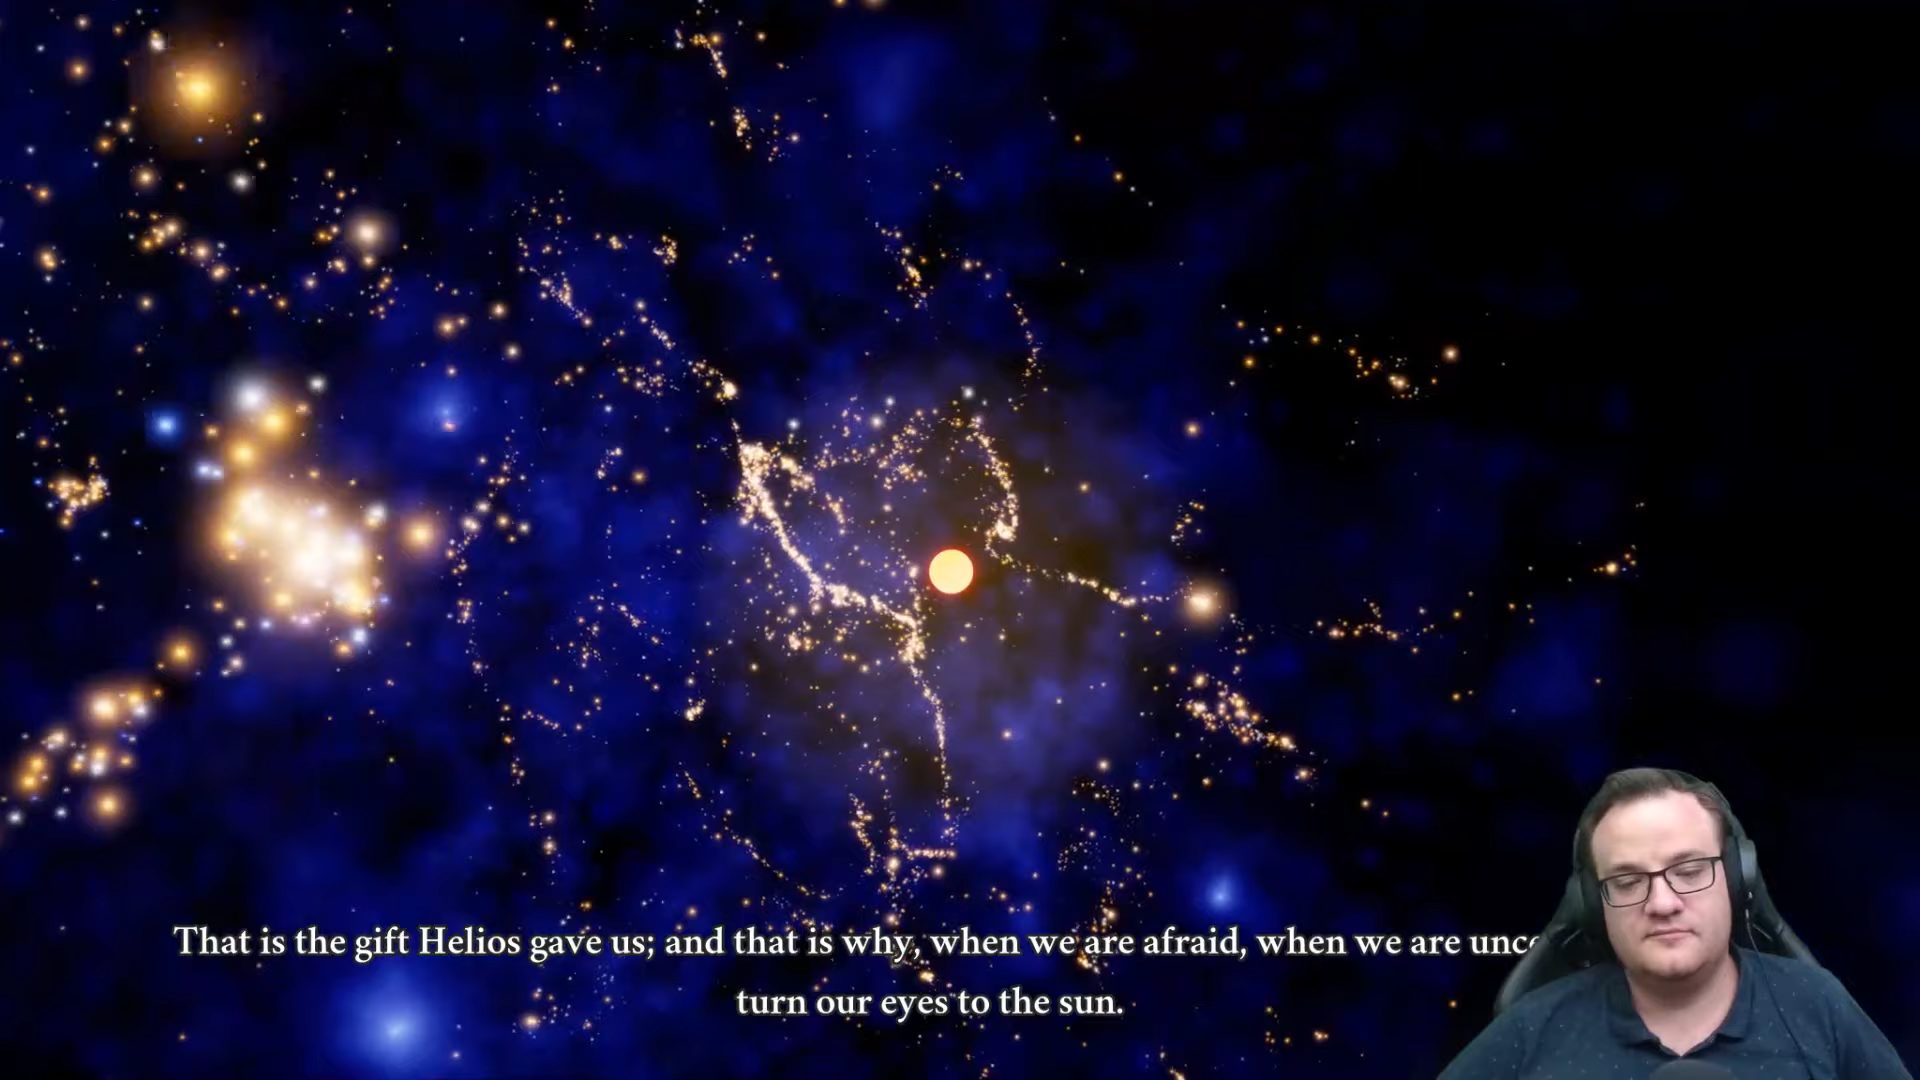 That is the gift Helios gave us; and that is why, when we are afraid, when we are
turn our eyes to the sun.